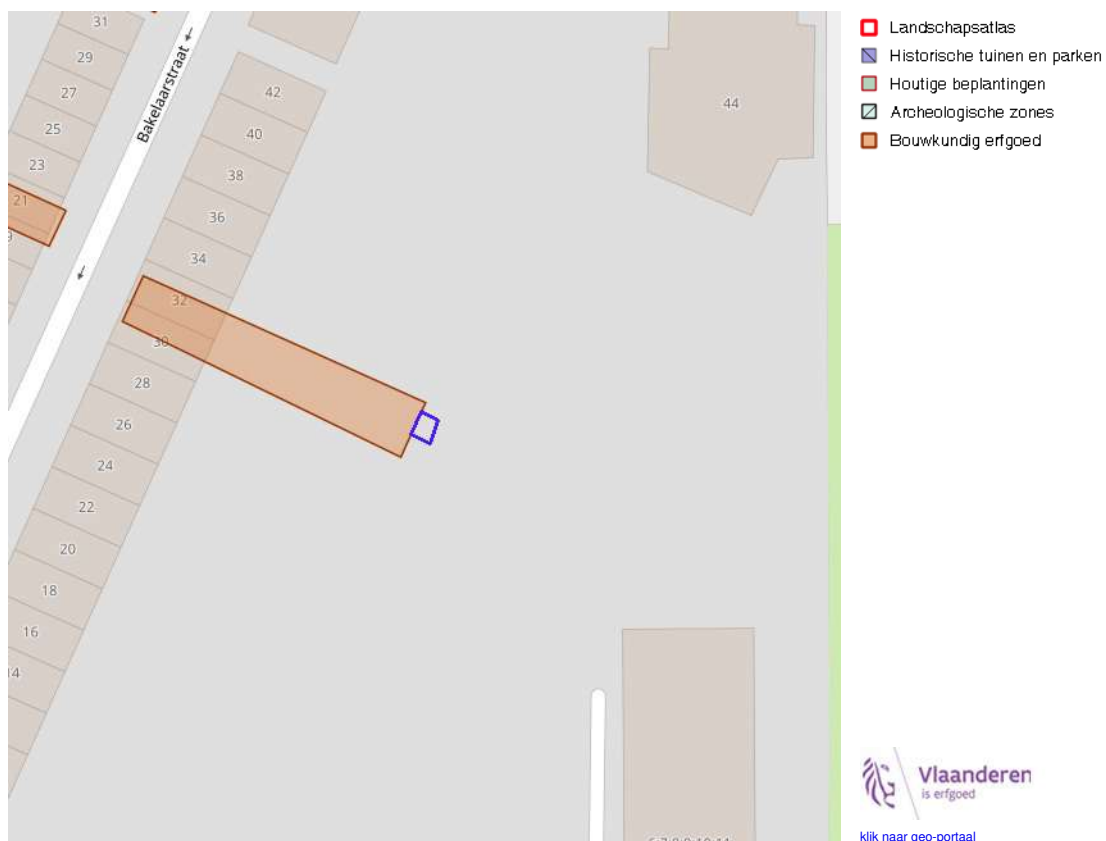 31
29
27
25
23
21
9
Bakelaarstraat
42
40
38
36
34
32
30
28
26
24
22
20
18
16
14
44
Landschapsatlas
Historische tuinen en parken
Houtige beplantingen
Archeologische zones
Bouwkundig erfgoed
Vlaanderen
is erfgoed
klik naar geo-portaal